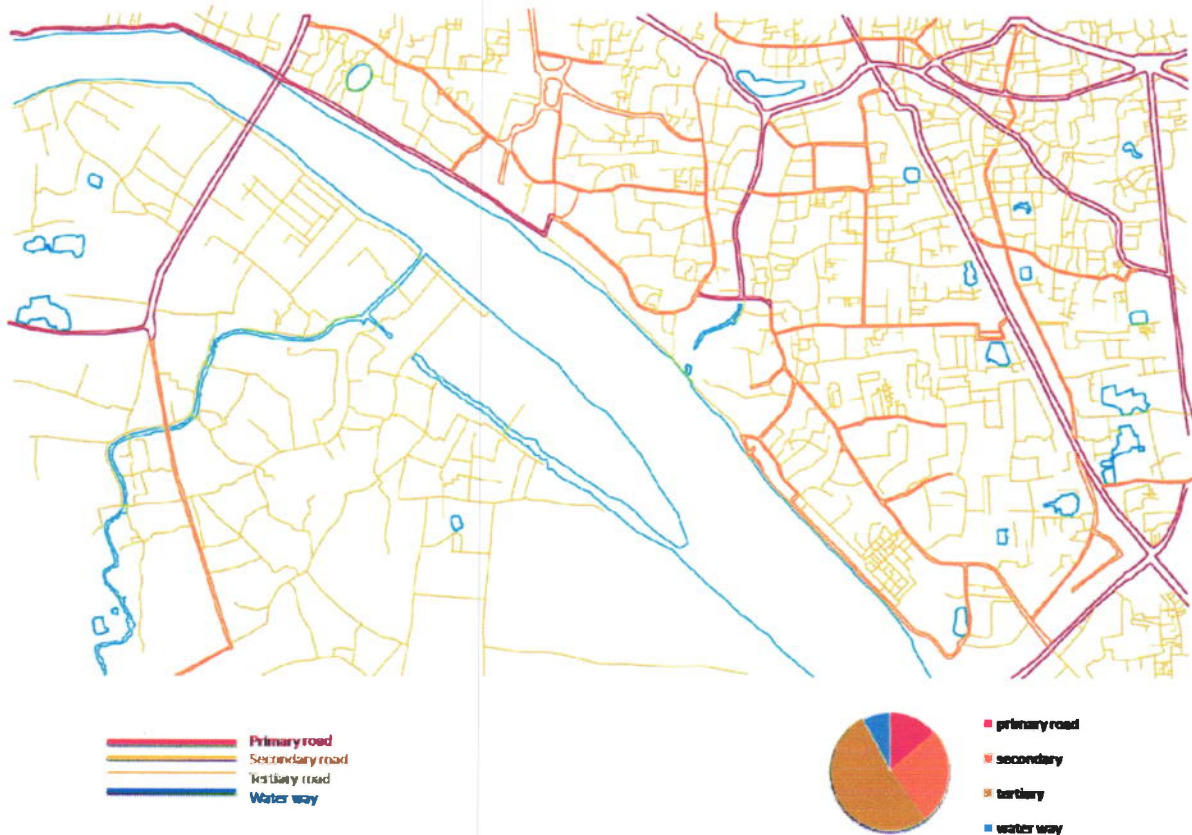 Primary road
Secondary road
Tertiary road
Water way
primary road
secondary
tertiary
water way